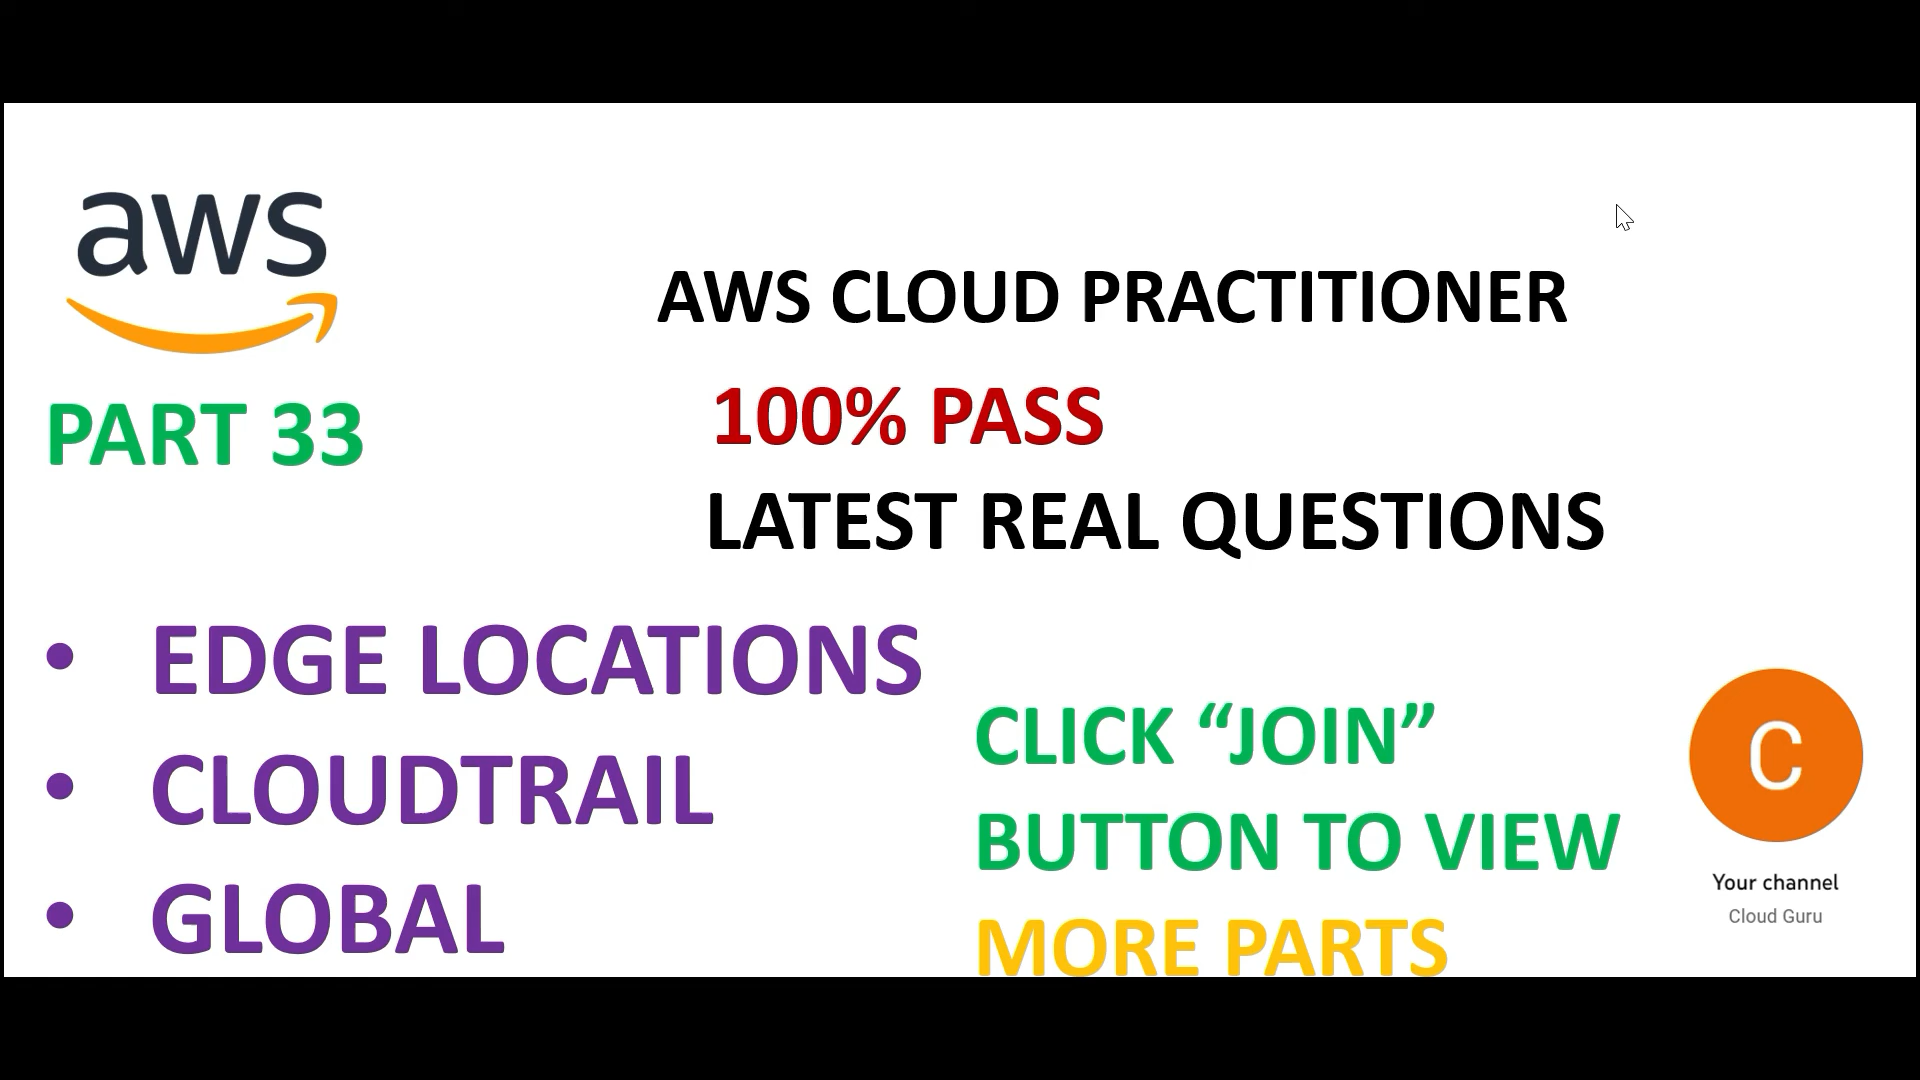 aws
AWS CLOUD PRACTITIONER
PART 33
100% PASS
LATEST REAL QUESTIONS
• EDGE LOCATIONS
• CLOUDTRAIL
• GLOBAL
CLICK “JOIN”
BUTTON TO VIEW
MORE PARTS
C
Your channel
Cloud Guru